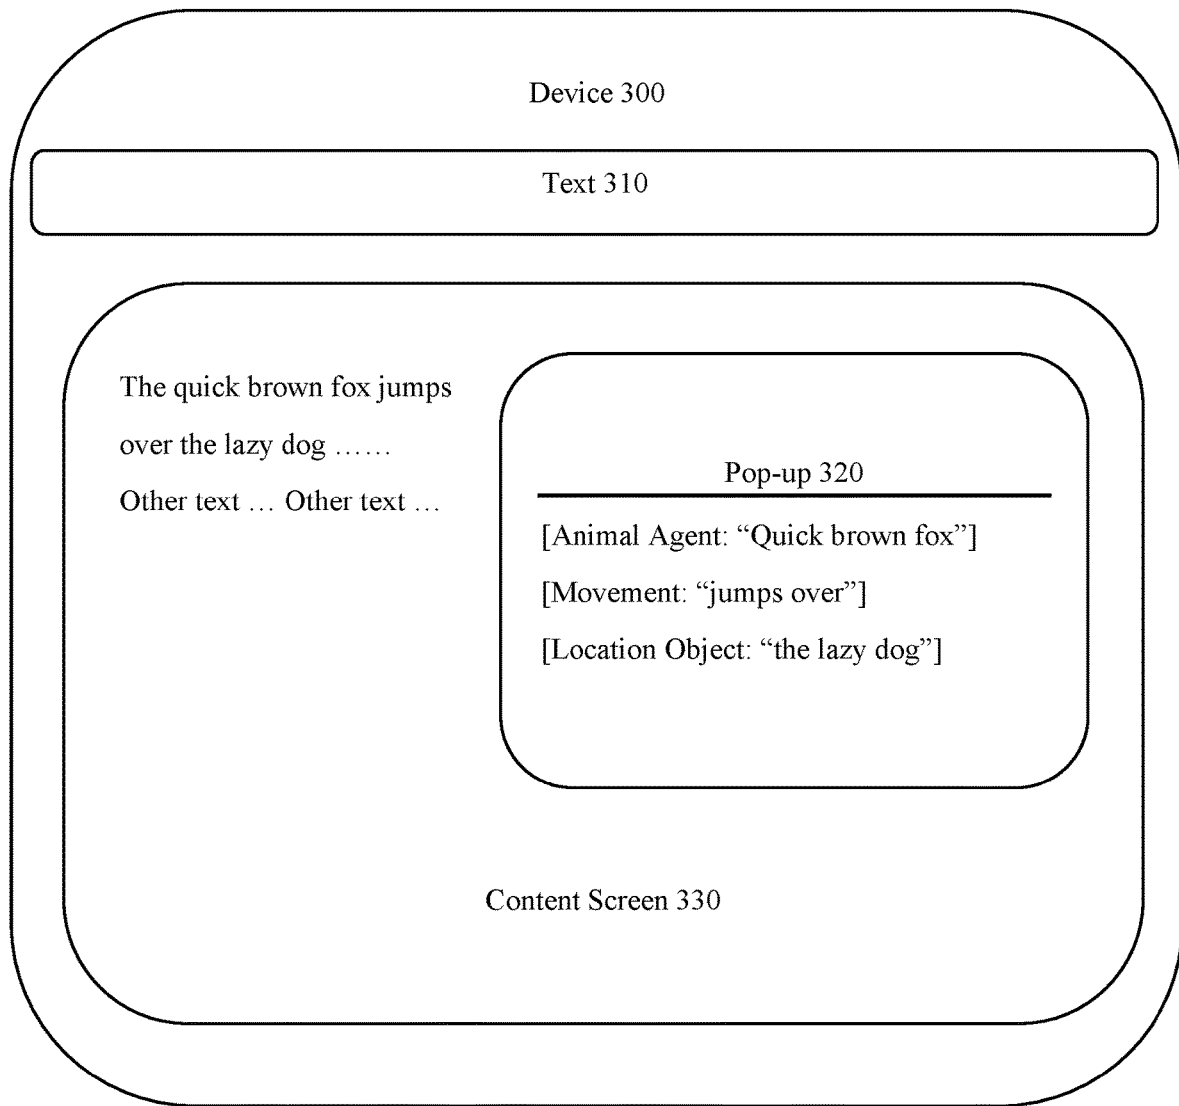 Device 300
Text 310
The quick brown fox jumps
over the lazy dog ……
Other text … Other text …
Pop-up 320
[Animal Agent: “Quick brown fox”]
[Movement: “jumps over”]
[Location Object: “the lazy dog”]
Content Screen 330